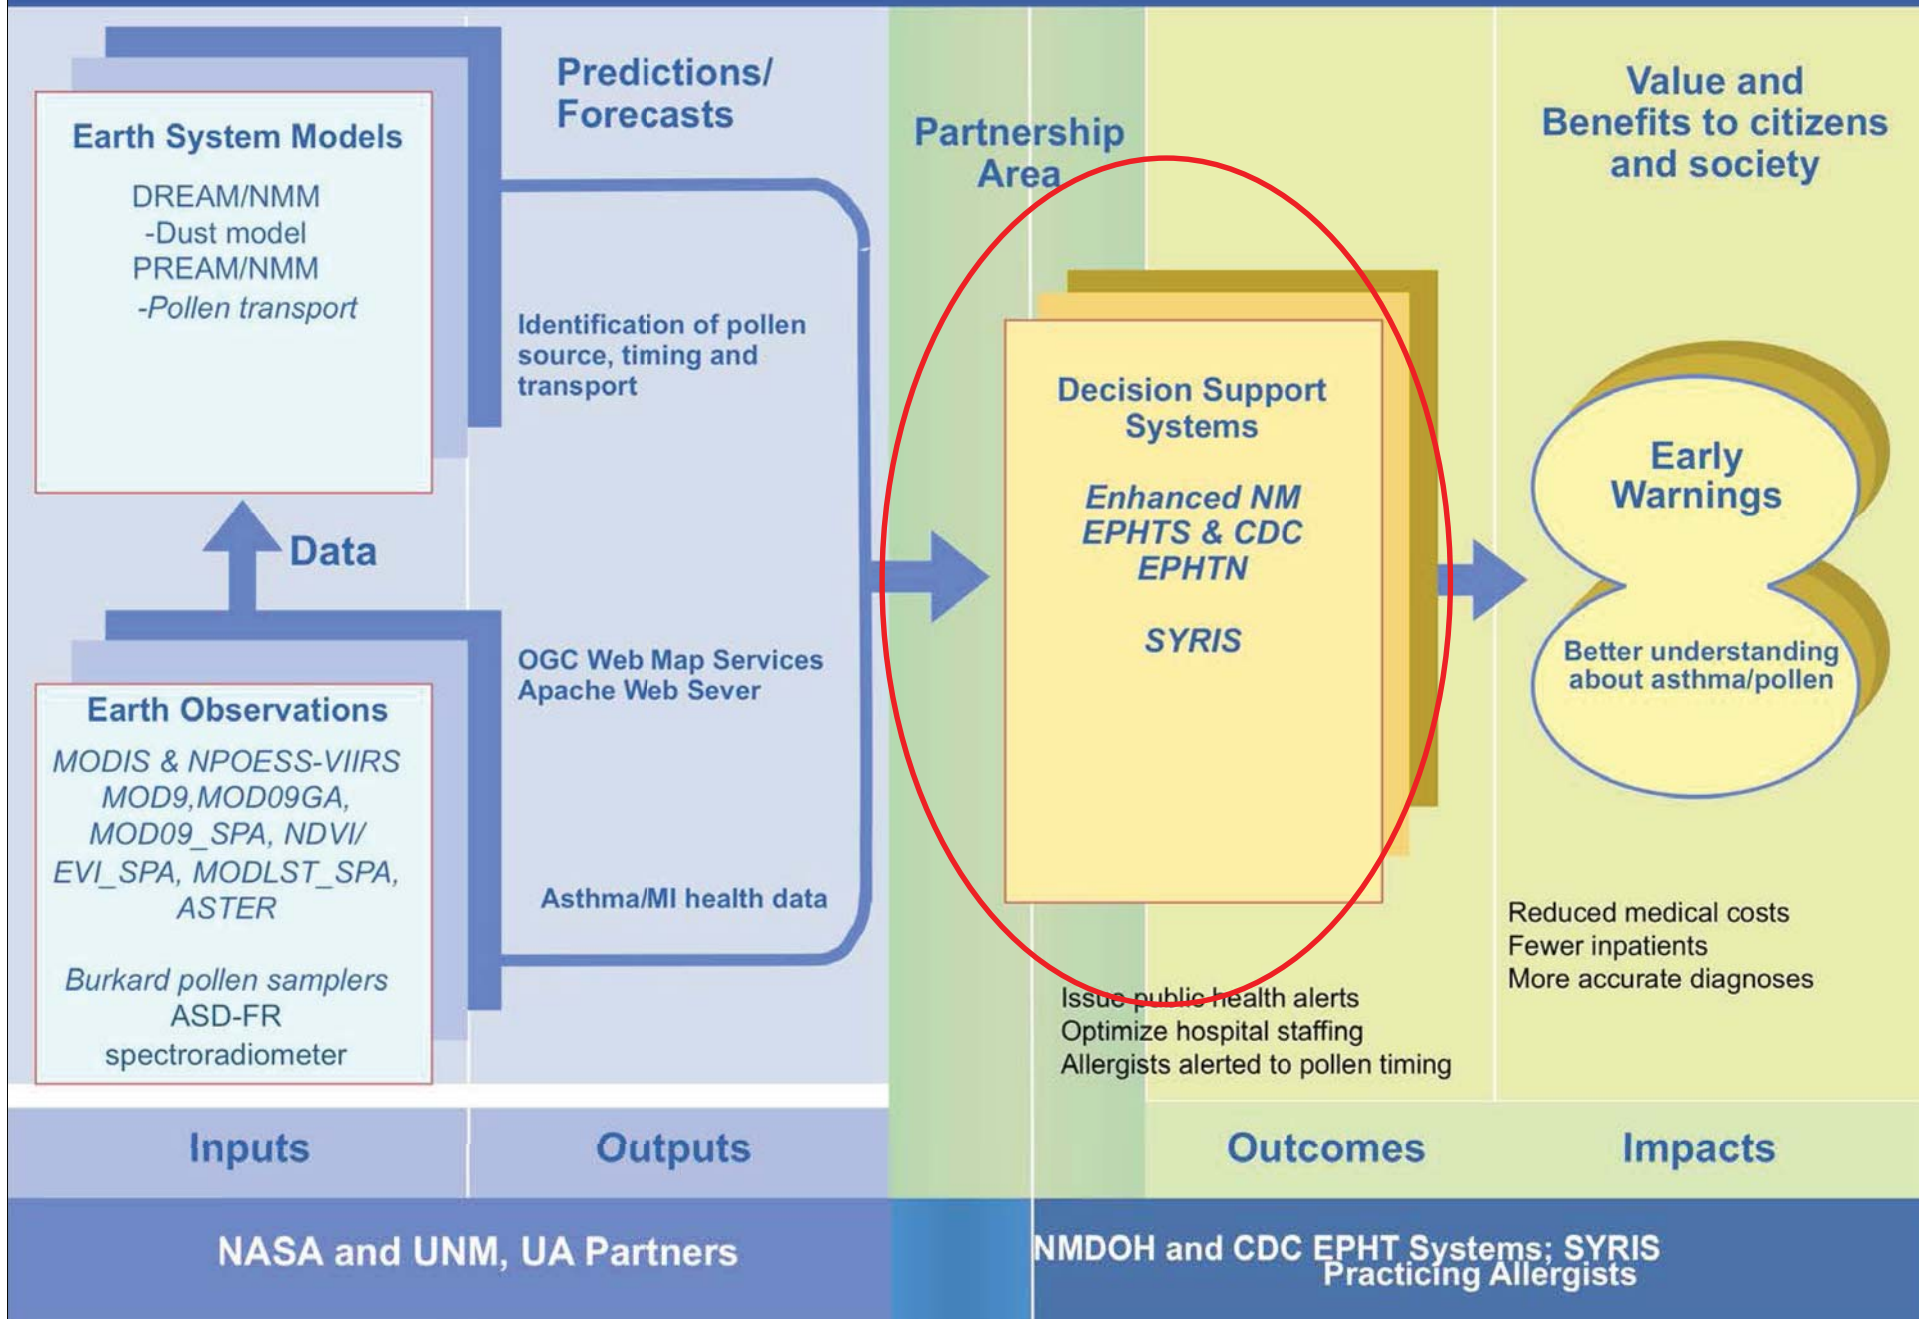 Earth System Models
DREAM/NMM
-Dust model
PREAM/NMM
-Pollen transport
Data
Earth Observations
MODIS & NPOESS-VIIRS
MOD9,MOD09GA,
MOD09_SPA, NDVI/
EVI_SPA, MODLST_SPA,
ASTER
Burkard pollen samplers
ASD-FR
spectroradiometer
Predictions/
Forecasts
Identification of pollen
source, timing and
transport
OGC Web Map Services
Apache Web Sever
Asthma/MI health data
Partnership
Area
Decision Support
Systems
Enhanced NM
EPHTS & CDC
EPHTN
SYRIS
Issue public health alerts
Optimize hospital staffing
Allergists alerted to pollen timing
Value and
Benefits to citizens
and society
Early
Warnings
Better understanding
about asthma/pollen
Reduced medical costs
Fewer inpatients
More accurate diagnoses
Inputs
Outputs
Outcomes
Impacts
NASA and UNM, UA Partners
NMDOH and CDC EPHT Systems; SYRIS
Practicing Allergists